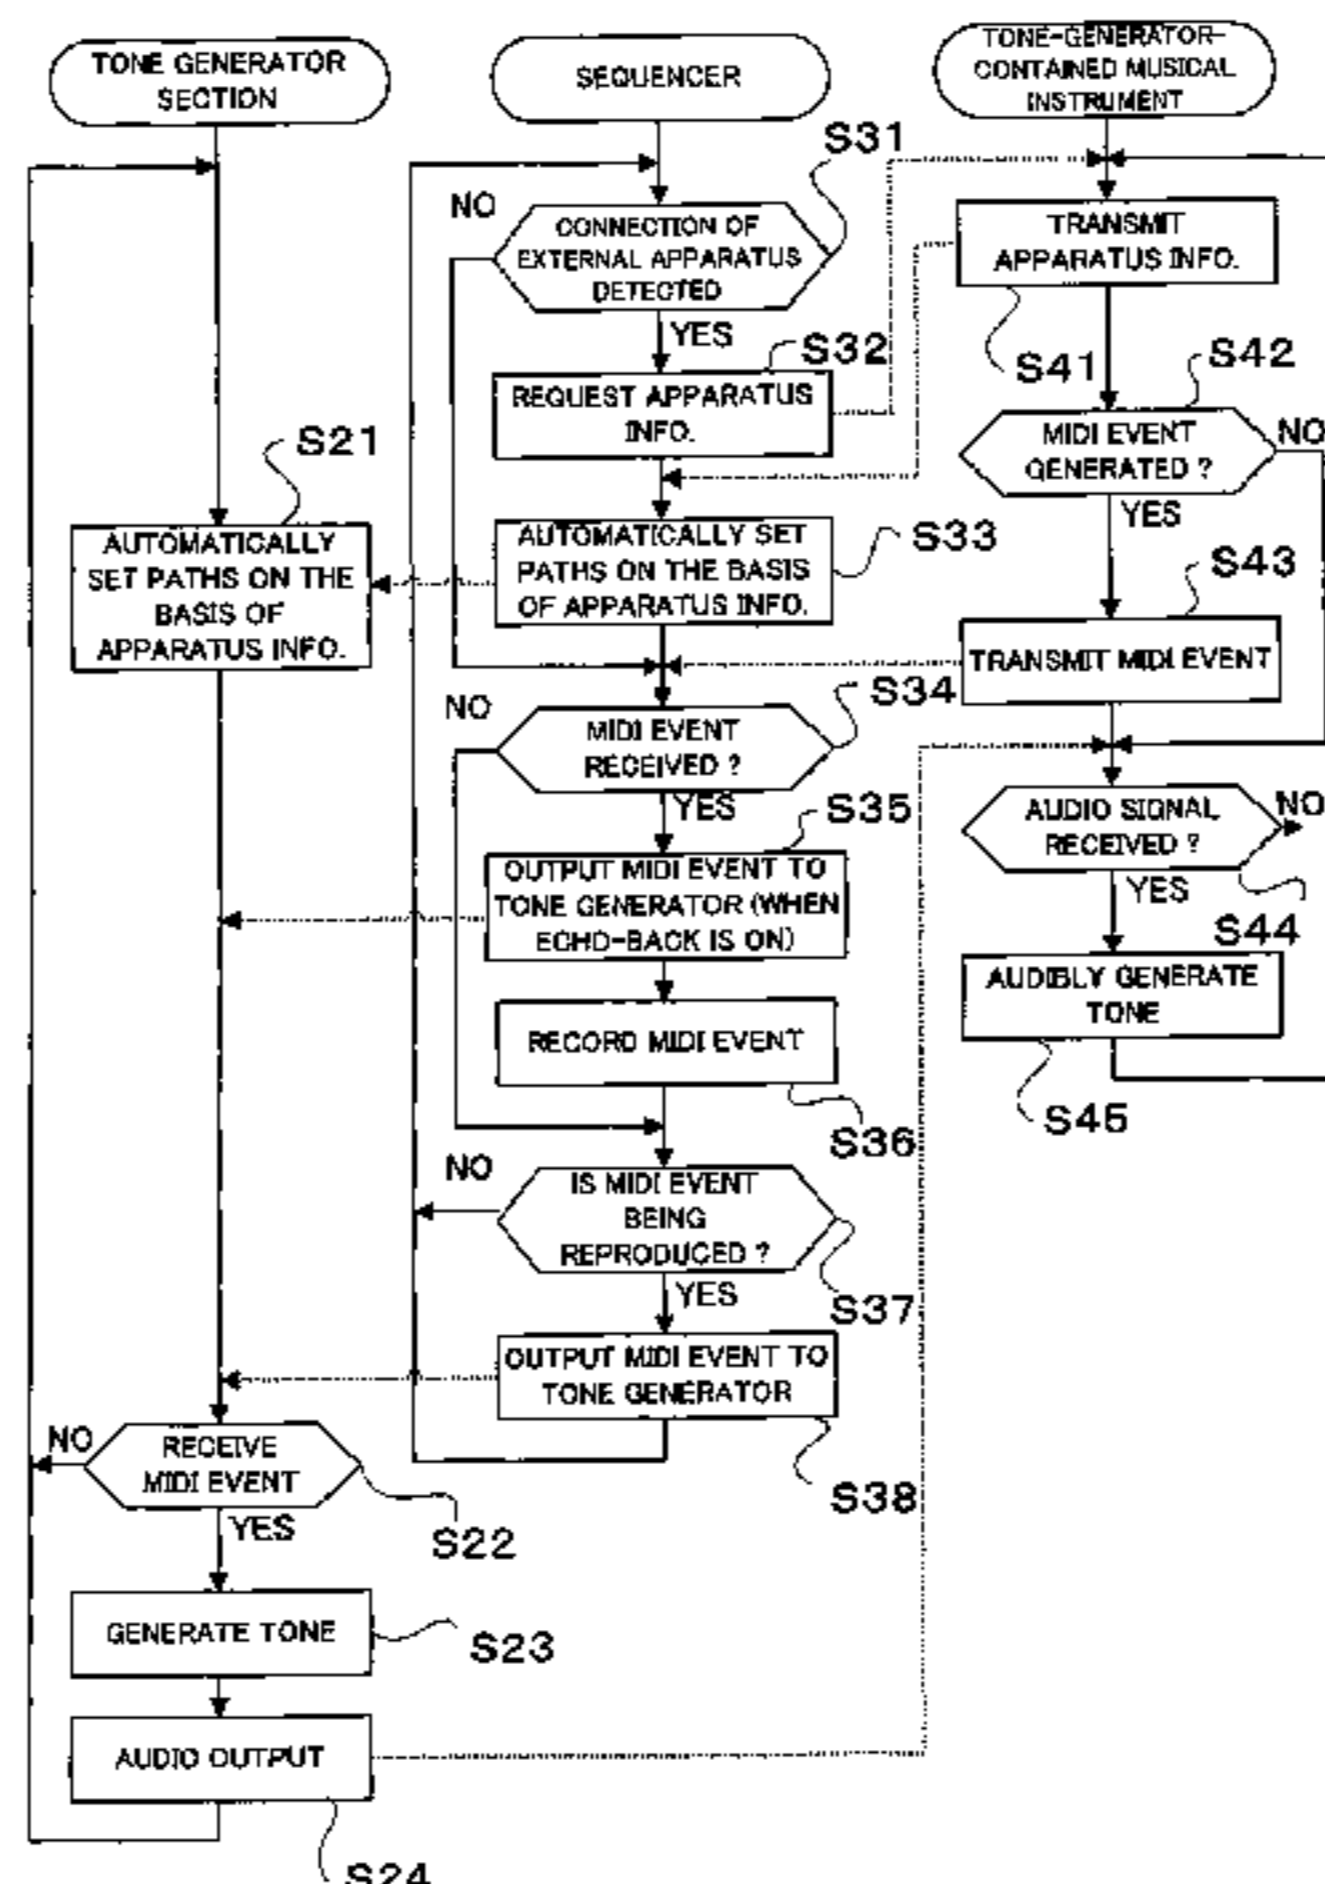 TONE GENERATOR
SECTION
S21
AUTOMATICALLY
SET PATHS ON THE
BASIS OF
APPARATUS INFO.
NO
RECEIVE
MIDI EVENT
YES
S22
GENERATE TONE
S23
AUDIO OUTPUT
S24
SEQUENCER
S31
NO
CONNECTION OF
EXTERNAL APPARATUS
DETECTED
YES
S32
REQUEST APPARATUS
INFO.
AUTOMATICALLY SET
PATHS ON THE BASIS
OF APPARATUS INFO.
S33
NO
MIDI EVENT
RECEIVED ?
S34
YES
S35
OUTPUT MIDI EVENT TO
TONE GENERATOR (WHEN
ECHO-BACK IS ON)
RECORD MIDI EVENT
S36
NO
IS MIDI EVENT
BEING
REPRODUCED ?
S37
YES
OUTPUT MIDI EVENT TO
TONE GENERATOR
S38
TONE-GENERATOR-
CONTAINED MUSICAL
INSTRUMENT
TRANSMIT
APPARATUS INFO.
S41
S42
MIDI EVENT
GENERATED ?
NO
YES
S43
TRANSMIT MIDI EVENT
AUDIO SIGNAL
RECEIVED ?
NO
YES
S44
AUDIBLY GENERATE
TONE
S45